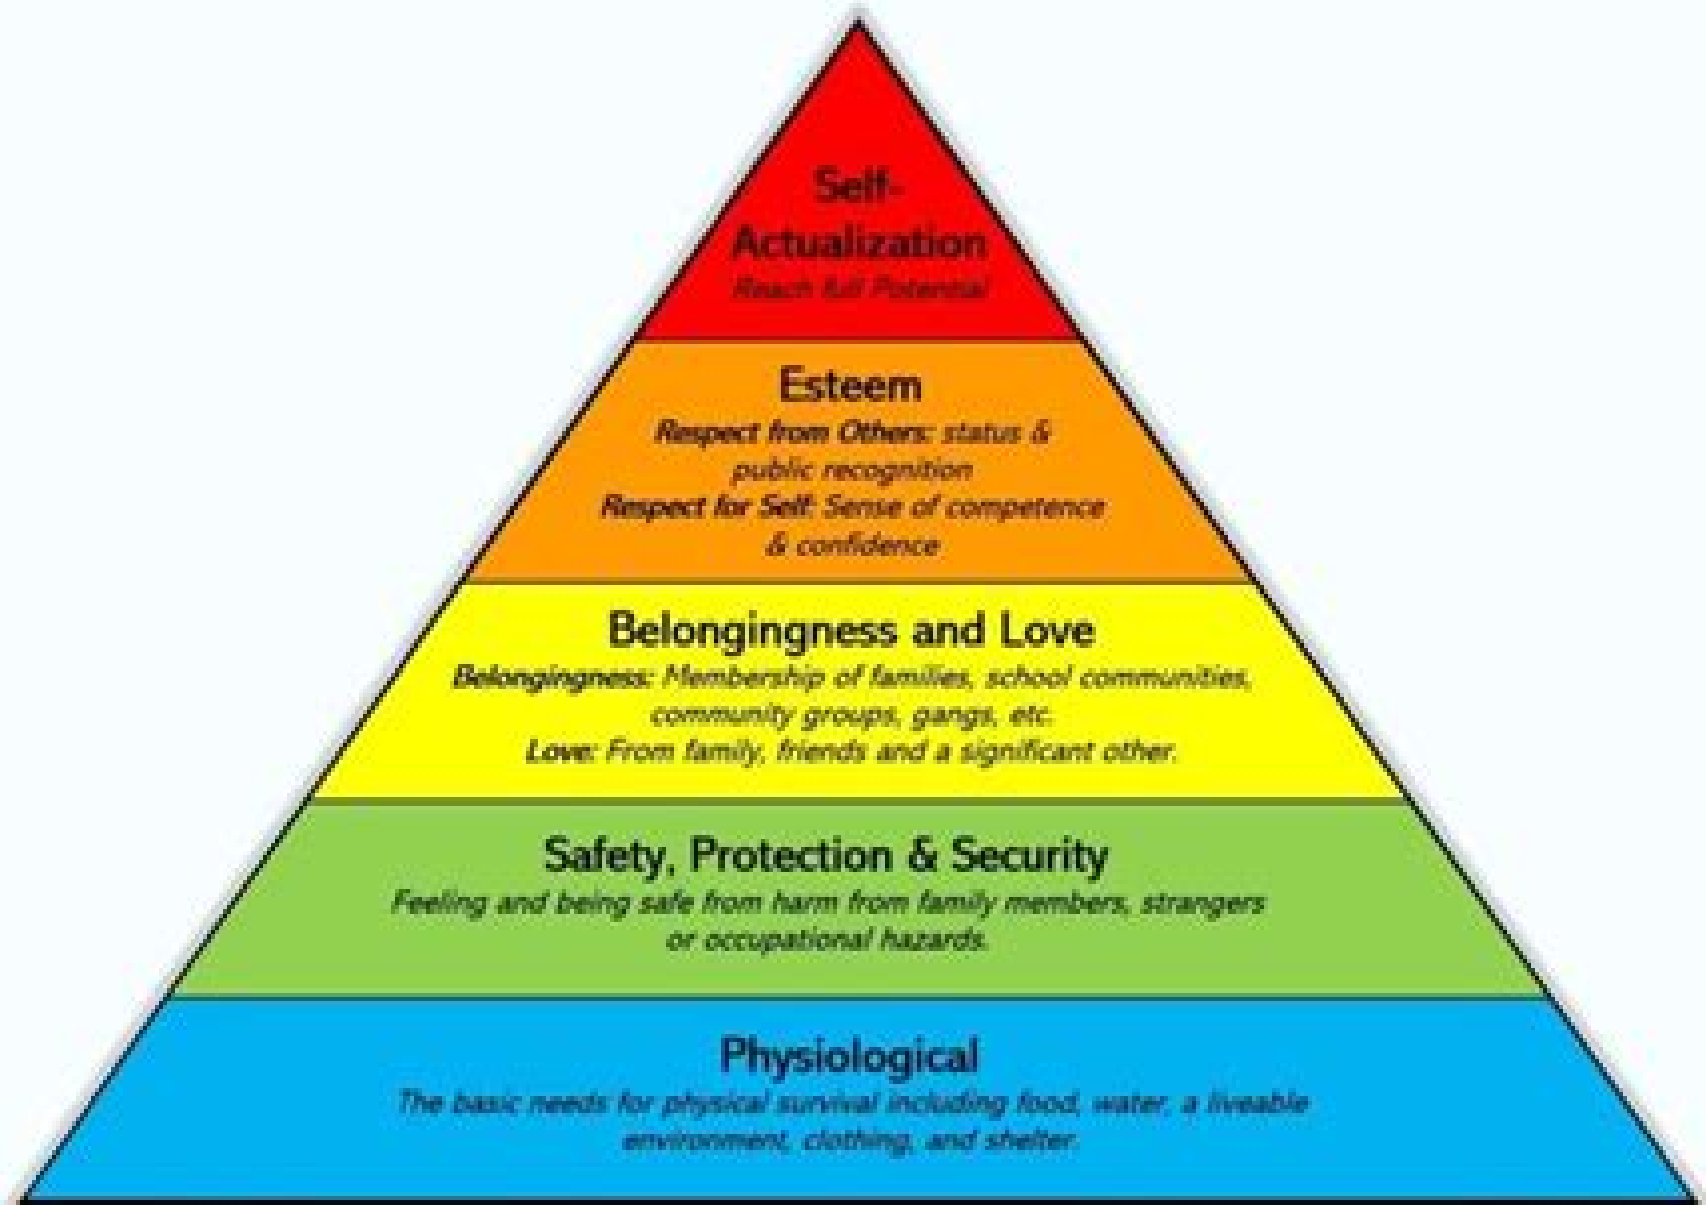 Self-
Actualization
Reach full Potential
Esteem
Respect from Others: status &
public recognition
Respect for Self: Sense of competence
& confidence
Belongingness and Love
Belongingness: Membership of families, school communities,
community groups, gangs, etc.
Love: From family, friends and a significant other.
Safety, Protection & Security
Feeling and being safe from harm from family members, strangers
or occupational hazards.
Physiological
The basic needs for physical survival including food, water, a liveable
environment, clothing, and shelter.